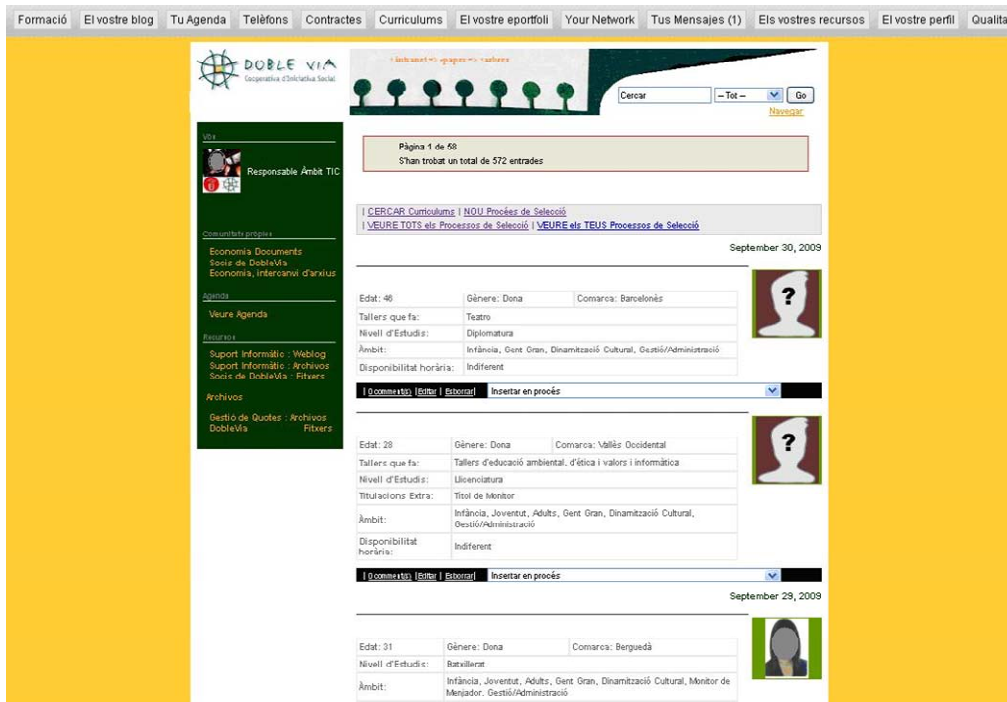 Formació El vostre blog Tu Agenda Telèfons Contractes Curriculums El vostre eportfoli Your Network Tus Mensajes (1) Els vostres recursos El vostre perfil Qualita
DOBLE VIA
Cooperativa d'Iniciativa Social
Cercar -- Tot -- Go
Navegar
Vos
Responsable Àmbit TIC
Comunitats pròpies
Economia Documents
Socis de DobleVia
Economia, intercanvi d'arxius
Agenda
Veure Agenda
Recursos
Suport Informàtic : Weblog
Suport Informàtic : Archivos
Socis de DobleVia : Fitxers
Archivos
Gestió de Quotes : Archivos
DobleVia Fitxers
Pàgina 1 de 58
S'han trobat un total de 572 entrades
| CERCAR Curriculums | NOU Procées de Selecció
| VEURE TOTS els Processos de Selecció | VEURE els TEUS Processos de Selecció
September 30, 2009
Edat: 46 Gènere: Dona Comarca: Barcelonès
Tallers que fa: Teatro
Nivell d'Estudis: Diplomatura
Àmbit: Infància, Gent Gran, Dinamització Cultural, Gestió/Administració
Disponibilitat horària: Indiferent
| 0 comment(s) |Editar | Esborrar| Insertar en procés
Edat: 28 Gènere: Dona Comarca: Vallès Occidental
Tallers que fa: Tallers d'educació ambiental. d'ètica i valors i informàtica
Nivell d'Estudis: Llicenciatura
Titulacions Extra: Títol de Monitor
Àmbit: Infància, Joventut, Adults, Gent Gran, Dinamització Cultural,
Gestió/Administració
Disponibilitat
horària: Indiferent
| 0 comment(s) |Editar | Esborrar| Insertar en procés
September 29, 2009
Edat: 31 Gènere: Dona Comarca: Berguedà
Nivell d'Estudis: Batxillerat.
Àmbit: Infància, Joventut, Adults, Gent Gran, Dinamització Cultural, Monitor de
Menjador. Gestió/Administració